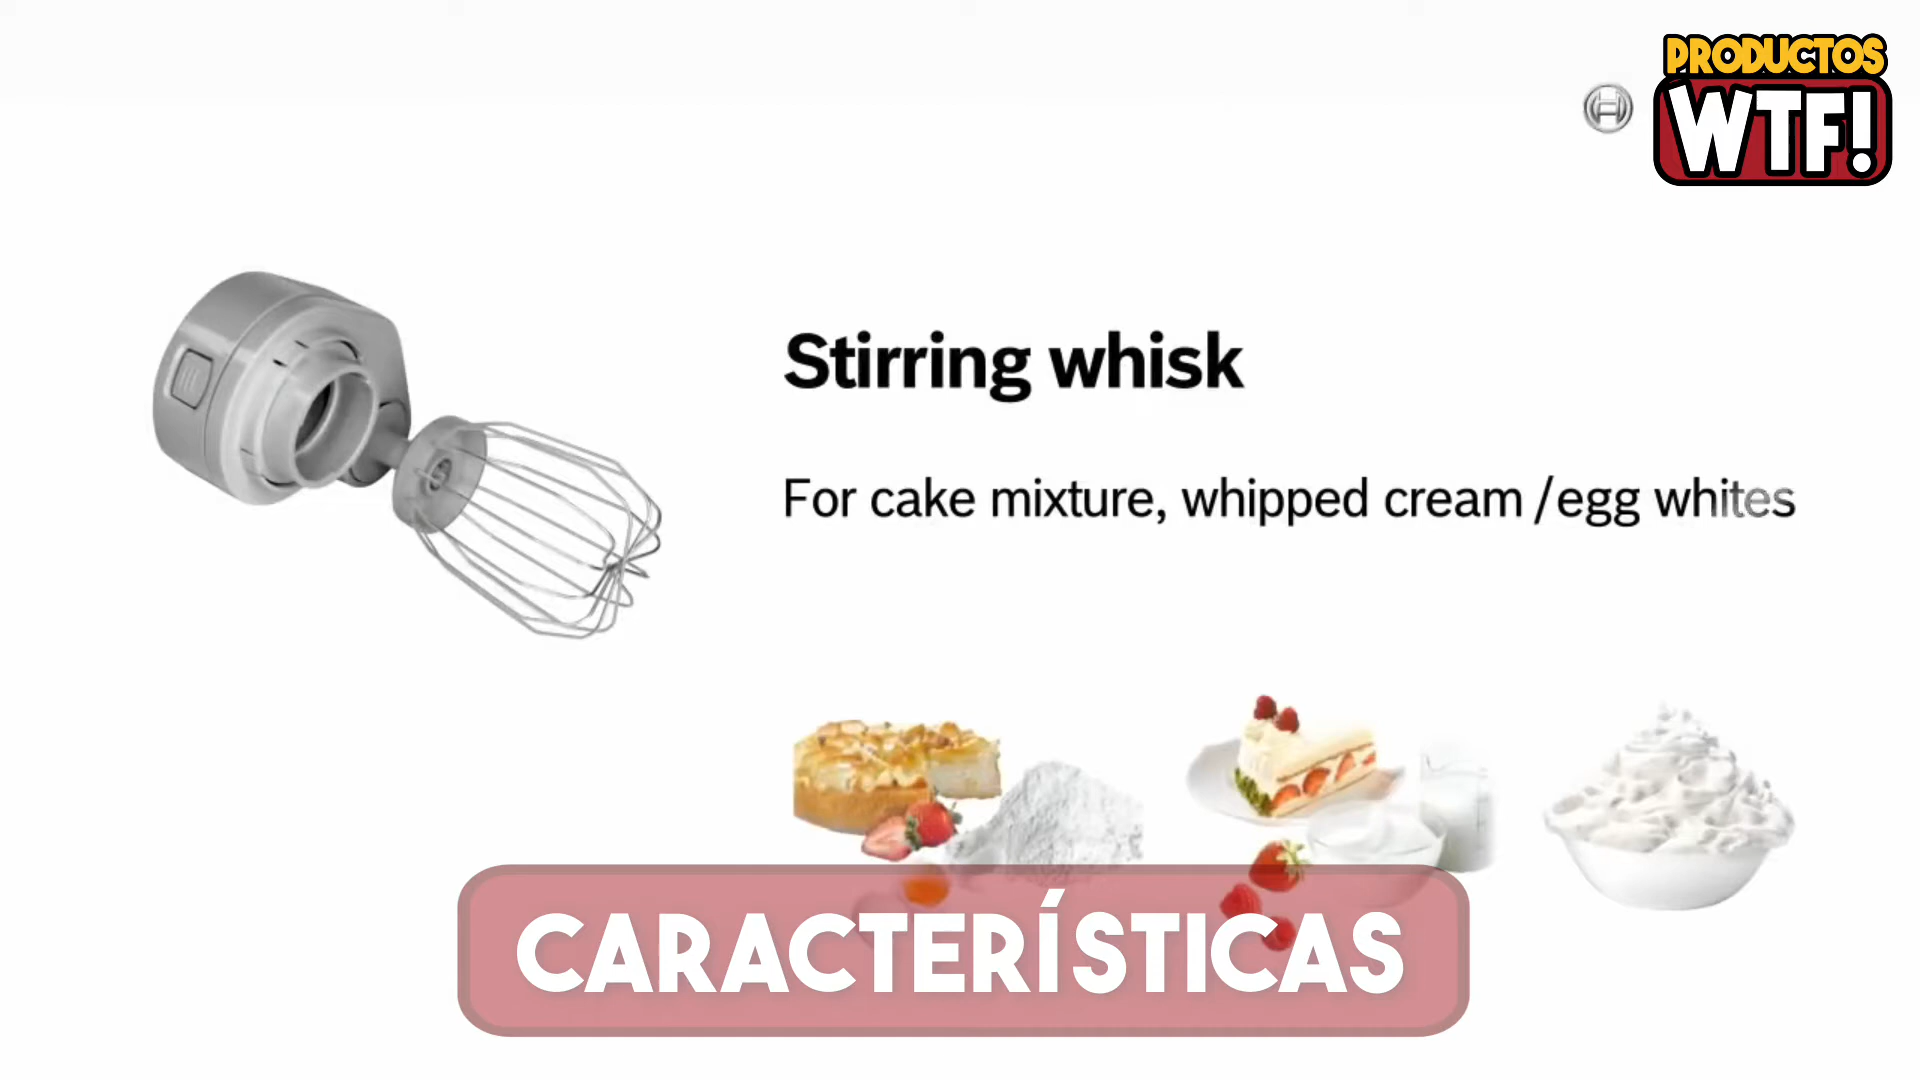 PRODUCTOS
WTF!
Stirring whisk
For cake mixture, whipped cream / egg whites
CARACTERÍSTICAS